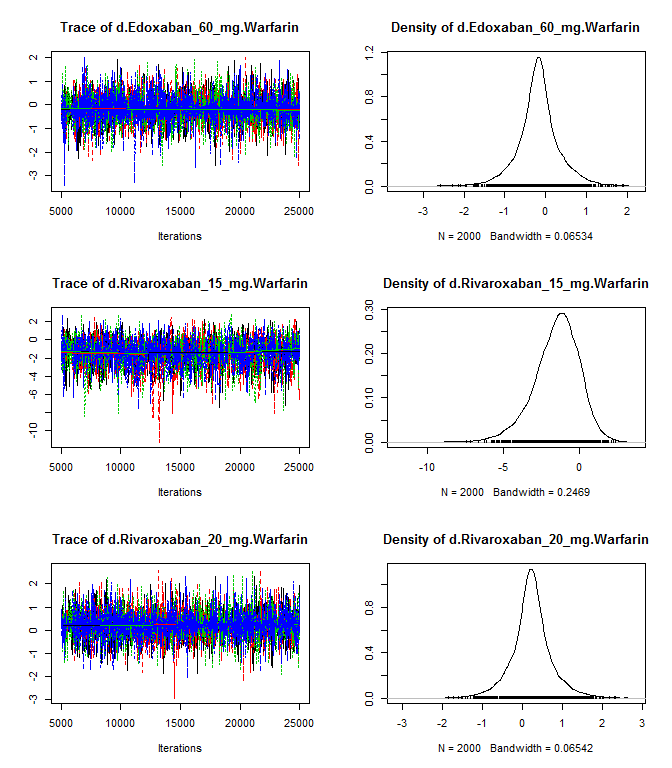 Trace of d.Edoxaban_60_mg.Warfarin
2
1
0
-1
-2
-3
5000 10000 15000 20000 25000
Iterations
Density of d.Edoxaban_60_mg.Warfarin
1.2
0.8
0.4
0.0
-3 -2 -1 0 1 2
N = 2000 Bandwidth = 0.06534
Trace of d.Rivaroxaban_15_mg.Warfarin
2
0
-2
-4
-6
-10
5000 10000 15000 20000 25000
Iterations
Density of d.Rivaroxaban_15_mg.Warfarin
0.30
0.20
0.10
0.00
-10 -5 0
N = 2000 Bandwidth = 0.2469
Trace of d.Rivaroxaban_20_mg.Warfarin
2
1
0
-1
-2
-3
5000 10000 15000 20000 25000
Iterations
Density of d.Rivaroxaban_20_mg.Warfarin
0.8
0.4
0.0
-3 -2 -1 0 1 2 3
N = 2000 Bandwidth = 0.06542